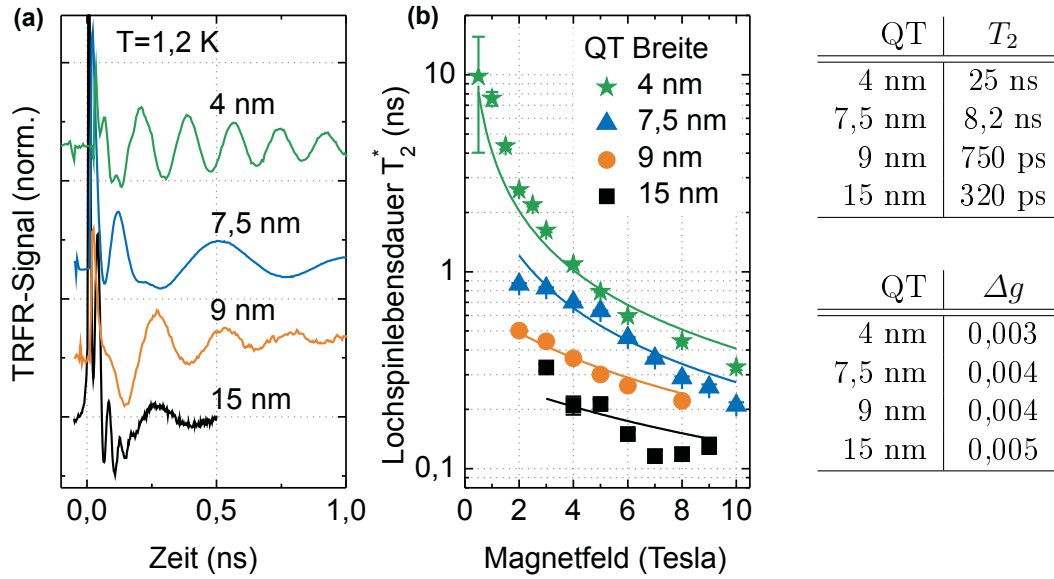 (a)
T=1,2 K
4 nm
7,5 nm
9 nm
15 nm
TRFR-Signal (norm.)
0,0 0,5 1,0
Zeit (ns)
(b)
QT Breite
4 nm
7,5 nm
9 nm
15 nm
Lochspinlebensdauer T₂* (ns)
10
1
0,1
2 4 6 8 10
Magnetfeld (Tesla)
QT T₂
4 nm 25 ns
7,5 nm 8,2 ns
9 nm 750 ps
15 nm 320 ps
QT Δg
4 nm 0,003
7,5 nm 0,004
9 nm 0,004
15 nm 0,005